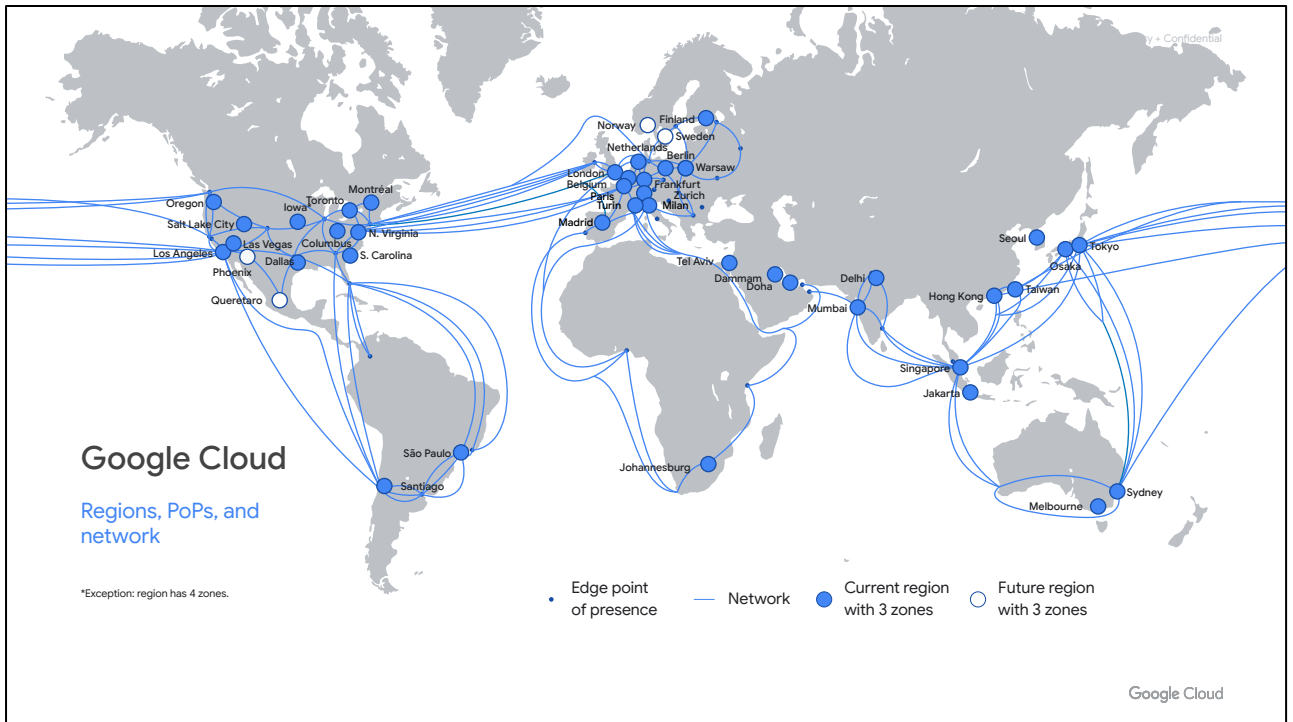 + Confidential
Norway
Finland
Sweden
Netherlands
Berlin
London
Warsaw
Belgium
Frankfurt
Paris
Zurich
Turin
Milan
Madrid
Montréal
Oregon
Toronto
Iowa
Salt Lake City
N. Virginia
Las Vegas
Columbus
Los Angeles
S. Carolina
Dallas
Phoenix
Queretaro
Tel Aviv
Dammam
Doha
Delhi
Mumbai
Seoul
Tokyo
Osaka
Hong Kong
Taiwan
Singapore
Jakarta
São Paulo
Santiago
Johannesburg
Sydney
Melbourne
Google Cloud
Regions, PoPs, and
network
*Exception: region has 4 zones.
Edge point
of presence
Network
Current region
with 3 zones
Future region
with 3 zones
Google Cloud